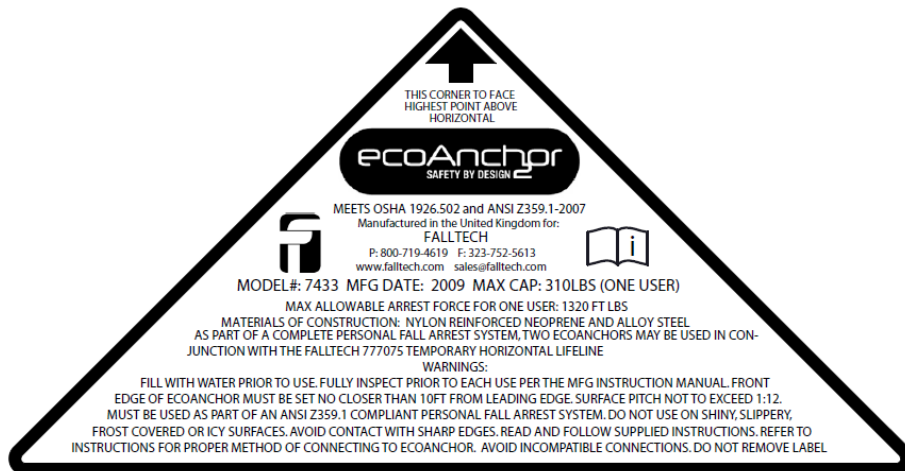 THIS CORNER TO FACE
HIGHEST POINT ABOVE
HORIZONTAL
ecoAnch2or
SAFETY BY DESIGN
MEETS OSHA 1926.502 and ANSI Z359.1-2007
Manufactured in the United Kingdom for:
FALLTECH
P: 800-719-4619 F: 323-752-5613
www.falltech.com sales@falltech.com
i
MODEL#: 7433 MFG DATE: 2009 MAX CAP: 310LBS (ONE USER)
MAX ALLOWABLE ARREST FORCE FOR ONE USER: 1320 FT LBS
MATERIALS OF CONSTRUCTION: NYLON REINFORCED NEOPRENE AND ALLOY STEEL
AS PART OF A COMPLETE PERSONAL FALL ARREST SYSTEM, TWO ECOANCHORS MAY BE USED IN CON-
JUNCTION WITH THE FALLTECH 777075 TEMPORARY HORIZONTAL LIFELINE
WARNINGS:
FILL WITH WATER PRIOR TO USE. FULLY INSPECT PRIOR TO EACH USE PER THE MFG INSTRUCTION MANUAL. FRONT
EDGE OF ECOANCHOR MUST BE SET NO CLOSER THAN 10FT FROM LEADING EDGE. SURFACE PITCH NOT TO EXCEED 1:12.
MUST BE USED AS PART OF AN ANSI Z359.1 COMPLIANT PERSONAL FALL ARREST SYSTEM. DO NOT USE ON SHINY, SLIPPERY,
FROST COVERED OR ICY SURFACES. AVOID CONTACT WITH SHARP EDGES. READ AND FOLLOW SUPPLIED INSTRUCTIONS. REFER TO
INSTRUCTIONS FOR PROPER METHOD OF CONNECTING TO ECOANCHOR. AVOID INCOMPATIBLE CONNECTIONS. DO NOT REMOVE LABEL